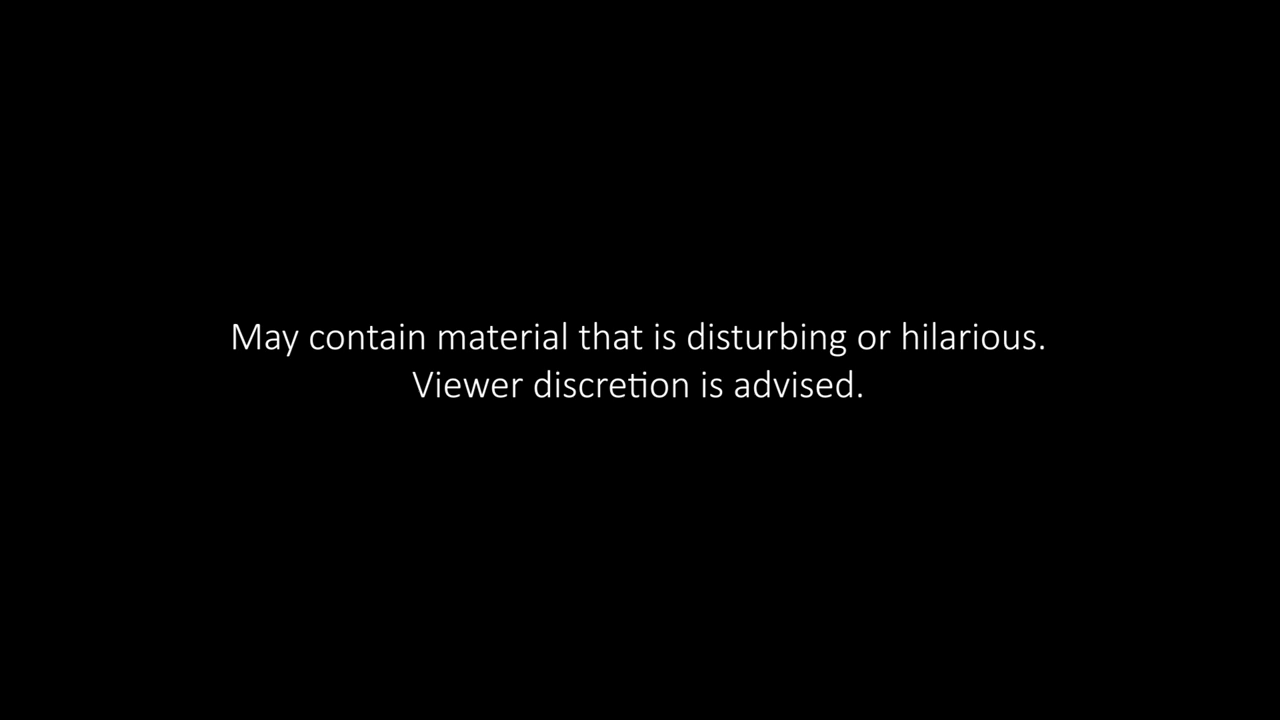 May contain material that is disturbing or hilarious.
Viewer discretion is advised.